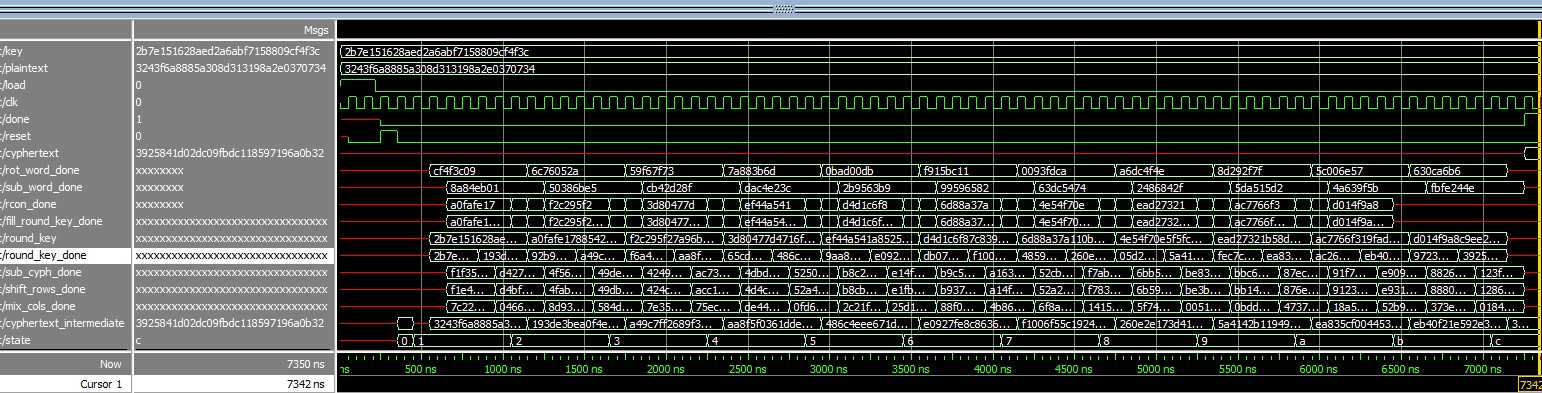 Msgs
/key 2b7e151628aed2a6abf7158809cf4f3c 2b7e151628aed2a6abf7158809cf4f3c
/plaintext 3243f6a8885a308d313198a2e0370734 3243f6a8885a308d313198a2e0370734
/load 0
/clk 0
/done 1
/reset 0
/cyphertext 3925841d02dc09fbdc118597196a0b32
/rot_word_done xxxxxxxx cf4f3c09 6c76052a 59f67f73 7a883b6d 0bad00db f915bc11 0093fdca a6dc4f4e 8d292f7f 5c006e57 630ca6b6
/sub_word_done xxxxxxxx 8a84eb01 50386be5 cb42d28f dac4e23c 2b9563b9 99596582 63dc5474 2486842f 5da515d2 4a639f5b fbfe244e
/rcon_done xxxxxxxx a0fafe17 f2c295f2 3d80477d ef44a541 d4d1c6f8 6d88a37a 4e54f70e ead27321 ac7766f3 d014f9a8
/fill_round_key_done xxxxxxxxxxxxxxxxxxxxxxxxxxxxxxxx a0fafe1... f2c295f2... 3d80477... ef44a54... d4d1c6f... 6d88a37a... 4e54f70... ead2732... ac7766f... d014f9a...
/round_key xxxxxxxxxxxxxxxxxxxxxxxxxxxxxxxx 2b7e151628ae... a0fafe1788542... f2c295f27a96b... 3d80477d4716f... ef44a541a8525... d4d1c6f87c839... 6d88a37a110b... 4e54f70e5f5fc... ead27321b58d... ac7766f319fad... d014f9a8c9ee2...
/round_key_done xxxxxxxxxxxxxxxxxxxxxxxxxxxxxxxx 2b7e... 193d... 92b9... a49c... f6a4... aa8f... 65cd... 486c... 9aa8... e092... db07... f100... 4859... 260e... 05d2... 5a41... fec7... ea83... ac26... eb40... 9723... 3925...
/sub_cyph_done xxxxxxxxxxxxxxxxxxxxxxxxxxxxxxxx f1f35... d427... 4f56... 49de... 4249... ac73... 4dbd... 5250... b8c2... e14f... b9c5... a163... 52cb... f7ab... 6bb5... be83... bbc6... 87ec... 91f7... e909... 8826... 123f...
/shift_rows_done xxxxxxxxxxxxxxxxxxxxxxxxxxxxxxxx f1e4... d4bf... 4fab... 49db... 424c... acc1... 4d4c... 52a4... b8cb... e1fb... b937... a14f... 52a2... f783... 6b59... be3b... bb14... 876e... 9123... e931... 8880... 1286...
/mix_cols_done xxxxxxxxxxxxxxxxxxxxxxxxxxxxxxxx 7c22... 0466... 8d93... 584d... 7e35... 75ec... de44... 0fd6... 2c21f... 25d1... 88f0... 4b86... 6f8a... 1415... 5f74... 0051... 0bdd... 4737... 18a5... 52b9... 373e... 0184...
/cyphertext_intermediate 3925841d02dc09fbdc118597196a0b32 3243f6a8885a3... 193de3bea0f4e... a49c7ff2689f3... aa8f5f0361dde... 486c4eee671d... e0927fe8c8636... f1006f55c1924... 260e2e173d41... 5a4142b11949... ea835cf004453... eb40f21e592e3... 3...
/state c 0 1 2 3 4 5 6 7 8 9 a b c
Now 7350 ns ns 500 ns 1000 ns 1500 ns 2000 ns 2500 ns 3000 ns 3500 ns 4000 ns 4500 ns 5000 ns 5500 ns 6000 ns 6500 ns 7000 ns
Cursor 1 7342 ns 7342